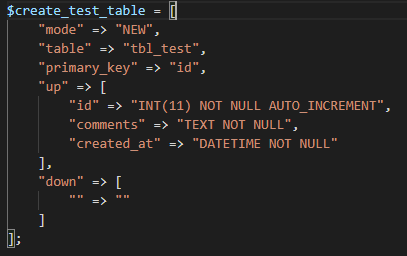 $create_test_table = [
    "mode" => "NEW",
    "table" => "tbl_test",
    "primary_key" => "id",
    "up" => [
        "id" => "INT(11) NOT NULL AUTO_INCREMENT",
        "comments" => "TEXT NOT NULL",
        "created_at" => "DATETIME NOT NULL"
    ],
    "down" => [
        "" => ""
    ]
];